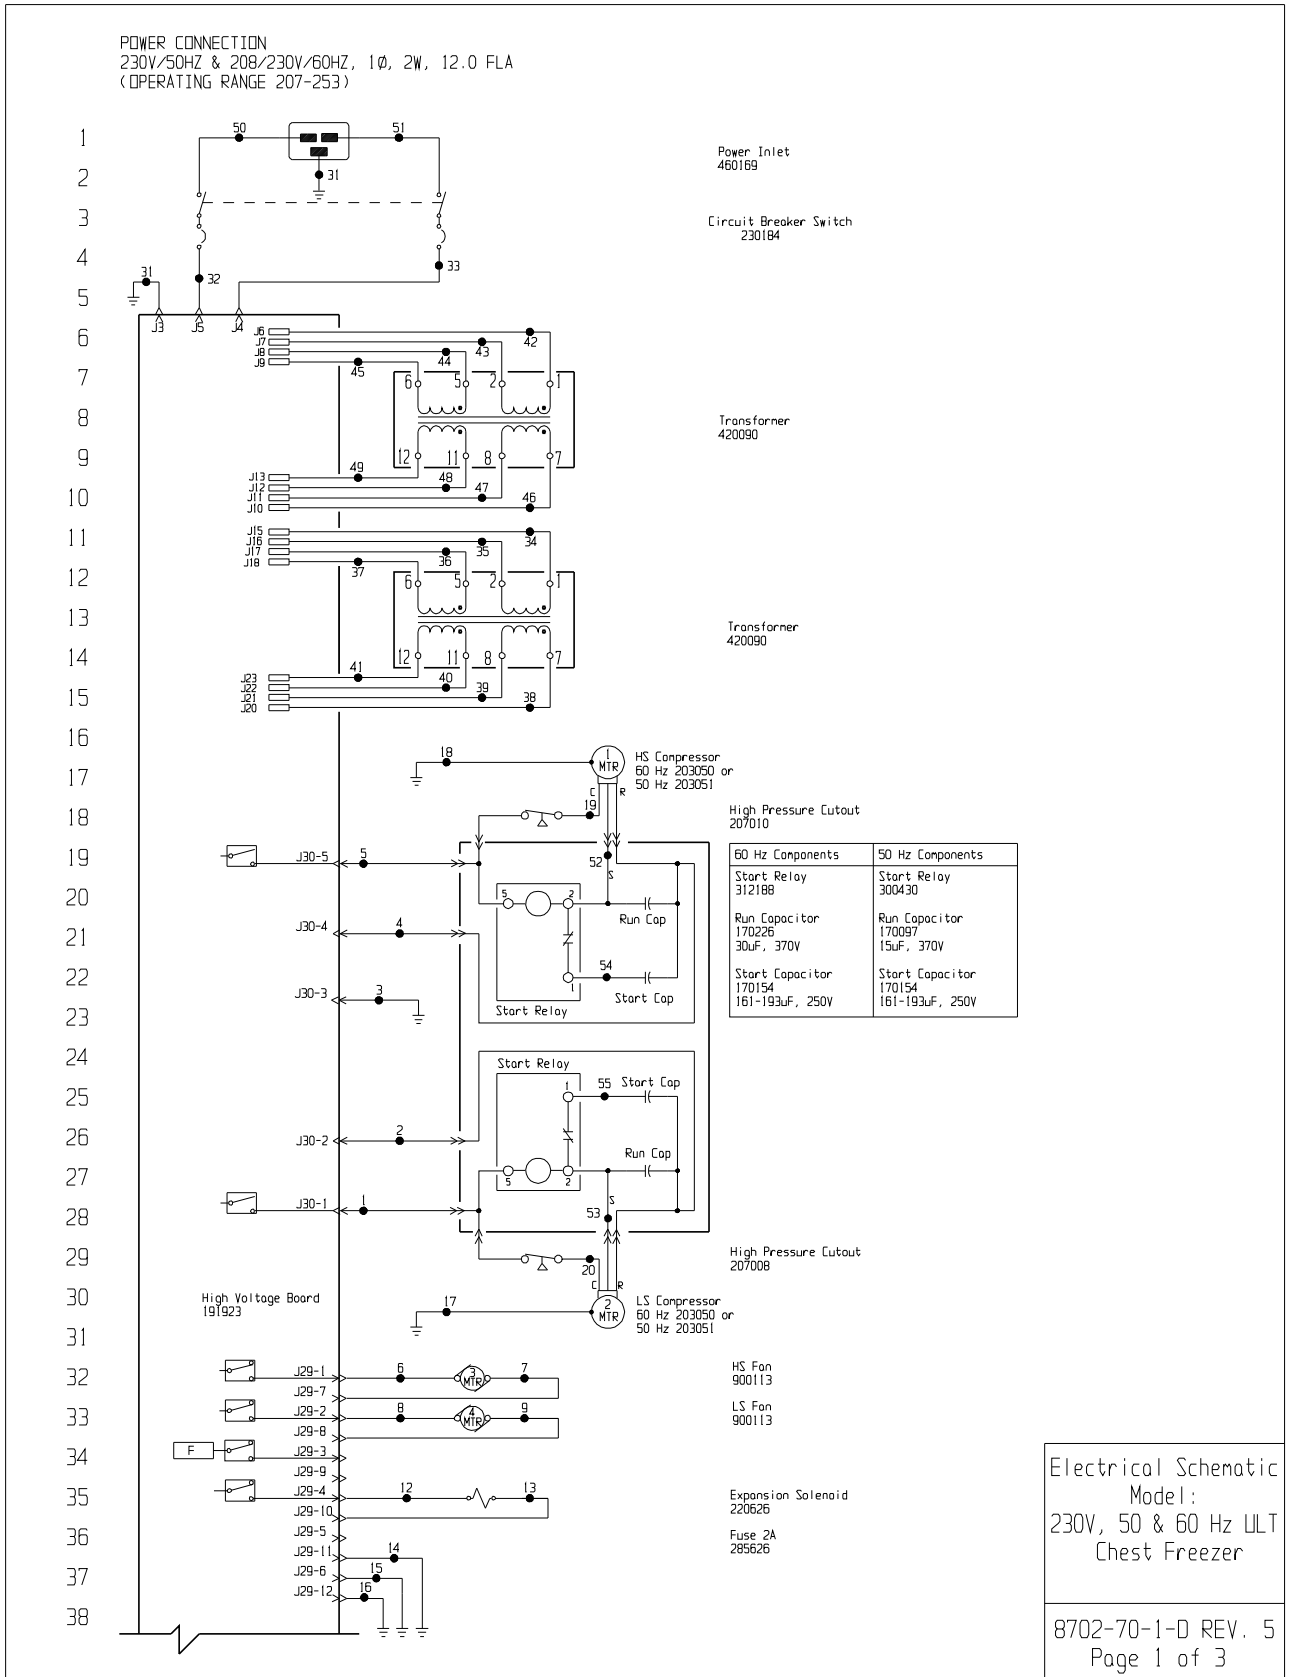 POWER CONNECTION
230V/50HZ & 208/230V/60HZ, 1Ø, 2W, 12.0 FLA
(OPERATING RANGE 207-253)
1
50
51
Power Inlet
460169
2
31
3
Circuit Breaker Switch
230184
4
33
31
32
5
J3 J5 J4
6
J6
42
J7
43
J8
44
J9
45
7
6 5 2 1
8
Transformer
420090
9
12 11 8 7
J13
49
J12
48
10
J11
47
J10
46
11
J15
34
J16
35
J17
36
J18
37
12
6 5 2 1
13
Transformer
420090
14
12 11 8 7
J23
41
J22
40
15
J21
39
J20
38
16
18
1
MTR
HS Compressor
60 Hz 203050 or
50 Hz 203051
17
C R
19
18
High Pressure Cutout
207010
19
J30-5
5
52
S
60 Hz Components 50 Hz Components
Start Relay Start Relay
312188 300430
20
5 2
Run Cap
Run Capacitor Run Capacitor
170226 170097
30uF, 370V 15uF, 370V
21
J30-4
4
22
54
1
Start Cap
Start Capacitor Start Capacitor
170154 170154
161-193uF, 250V 161-193uF, 250V
J30-3
3
Start Relay
23
24
Start Relay
25
1
55
Start Cap
26
J30-2
2
Run Cap
27
5 2
28
J30-1
1
S
53
29
High Pressure Cutout
207008
20
C R
30
High Voltage Board
191923
17
2
MTR
LS Compressor
60 Hz 203050 or
50 Hz 203051
31
32
J29-1
6
3
MTR
7
HS Fan
900113
J29-7
33
J29-2
8
4
MTR
9
LS Fan
900113
J29-8
34
F
J29-3
J29-9
35
J29-4
12
13
Expansion Solenoid
220626
J29-10
36
J29-5
Fuse 2A
285626
J29-11
14
37
J29-6
15
J29-12
16
38
Electrical Schematic
Model:
230V, 50 & 60 Hz ULT
Chest Freezer
8702-70-1-D REV. 5
Page 1 of 3